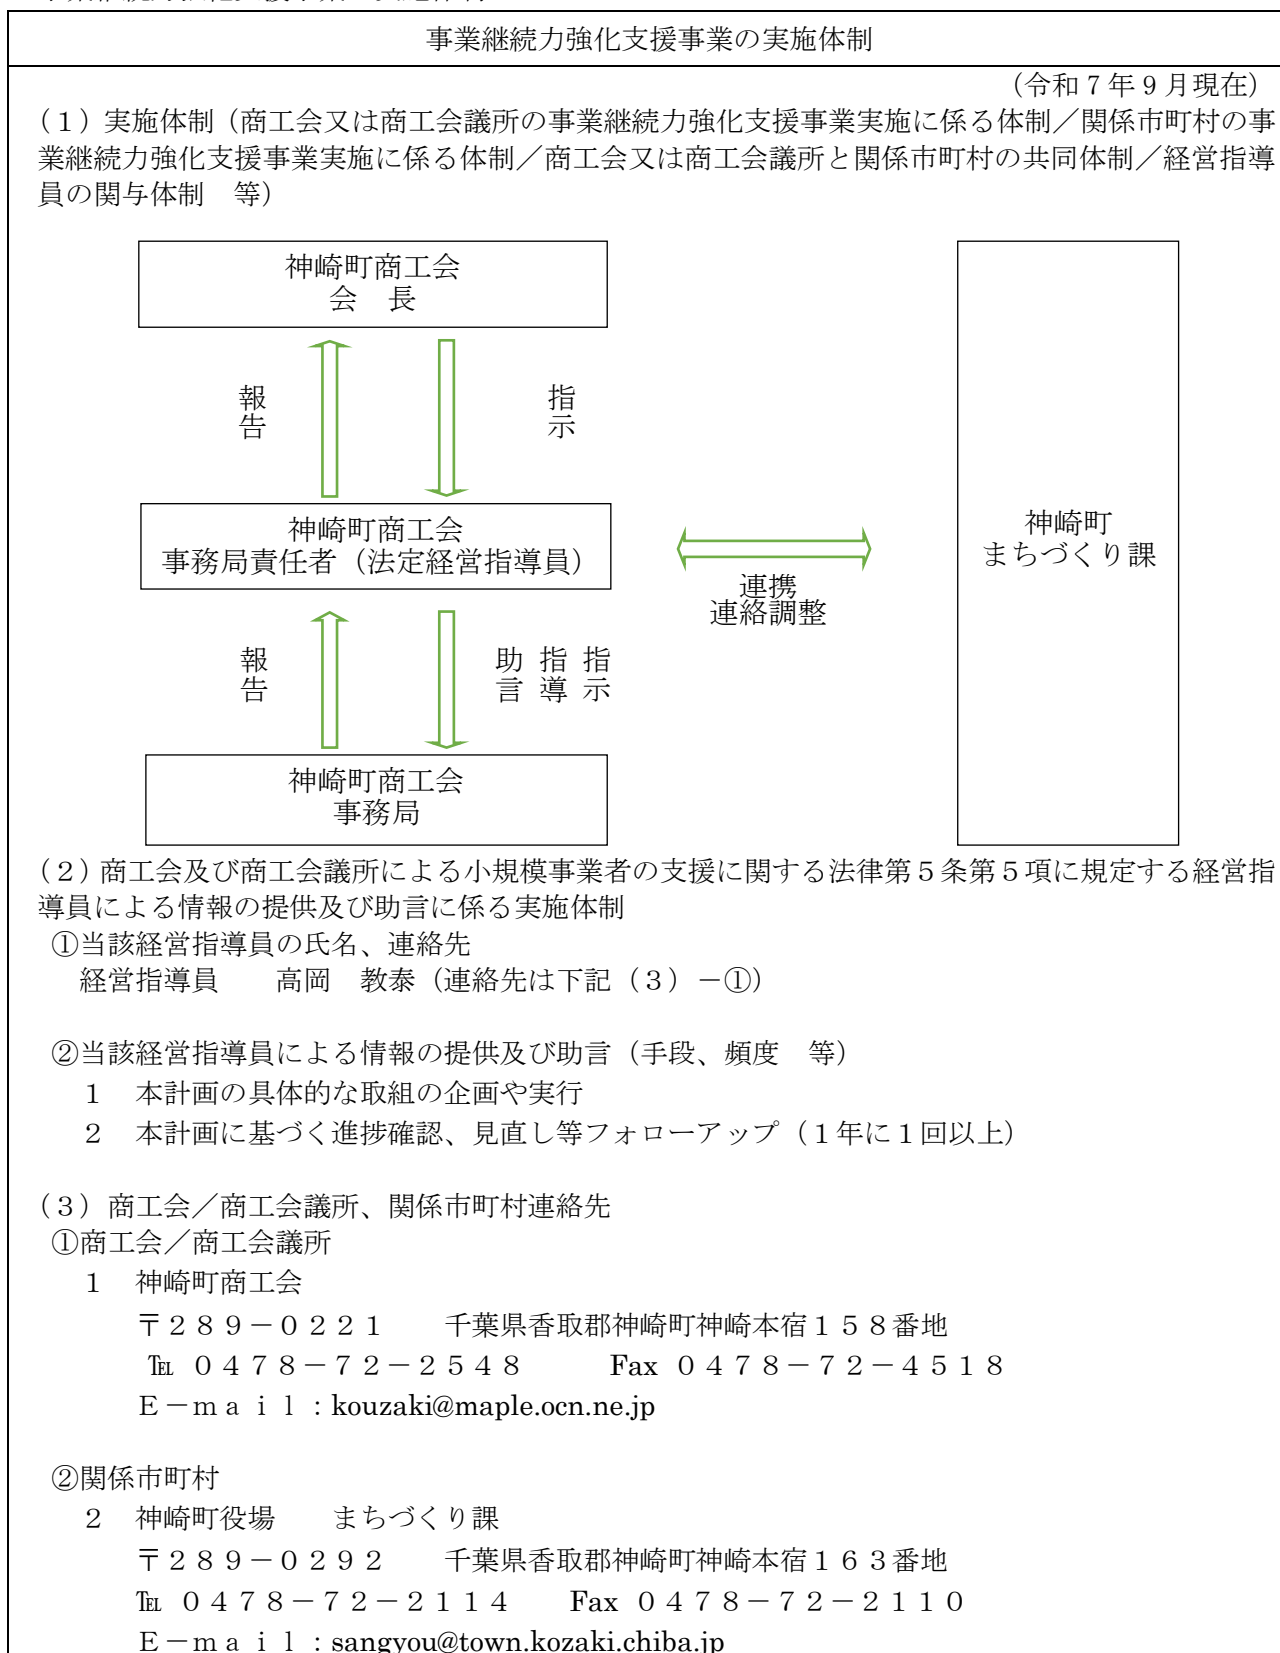 事業継続力強化支援事業の実施体制
（令和７年９月現在）
（１）実施体制（商工会又は商工会議所の事業継続力強化支援事業実施に係る体制／関係市町村の事
業継続力強化支援事業実施に係る体制／商工会又は商工会議所と関係市町村の共同体制／経営指導
員の関与体制　等）
神崎町商工会
会　長
報告
指示
神崎町商工会
事務局責任者（法定経営指導員）
連携
連絡調整
神崎町
まちづくり課
報告
指示
指導
助言
神崎町商工会
事務局
（２）商工会及び商工会議所による小規模事業者の支援に関する法律第５条第５項に規定する経営指
導員による情報の提供及び助言に係る実施体制
①当該経営指導員の氏名、連絡先
経営指導員　　高岡　教泰（連絡先は下記（３）－①）
②当該経営指導員による情報の提供及び助言（手段、頻度　等）
１　本計画の具体的な取組の企画や実行
２　本計画に基づく進捗確認、見直し等フォローアップ（１年に１回以上）
（３）商工会／商工会議所、関係市町村連絡先
①商工会／商工会議所
１　神崎町商工会
〒２８９－０２２１　　千葉県香取郡神崎町神崎本宿１５８番地
℡ ０４７８－７２－２５４８　　　Fax ０４７８－７２－４５１８
Ｅ－ｍａｉｌ：kouzaki@maple.ocn.ne.jp
②関係市町村
２　神崎町役場　　まちづくり課
〒２８９－０２９２　　千葉県香取郡神崎町神崎本宿１６３番地
℡ ０４７８－７２－２１１４　　Fax ０４７８－７２－２１１０
Ｅ－ｍａｉｌ：sangyou@town.kozaki.chiba.jp